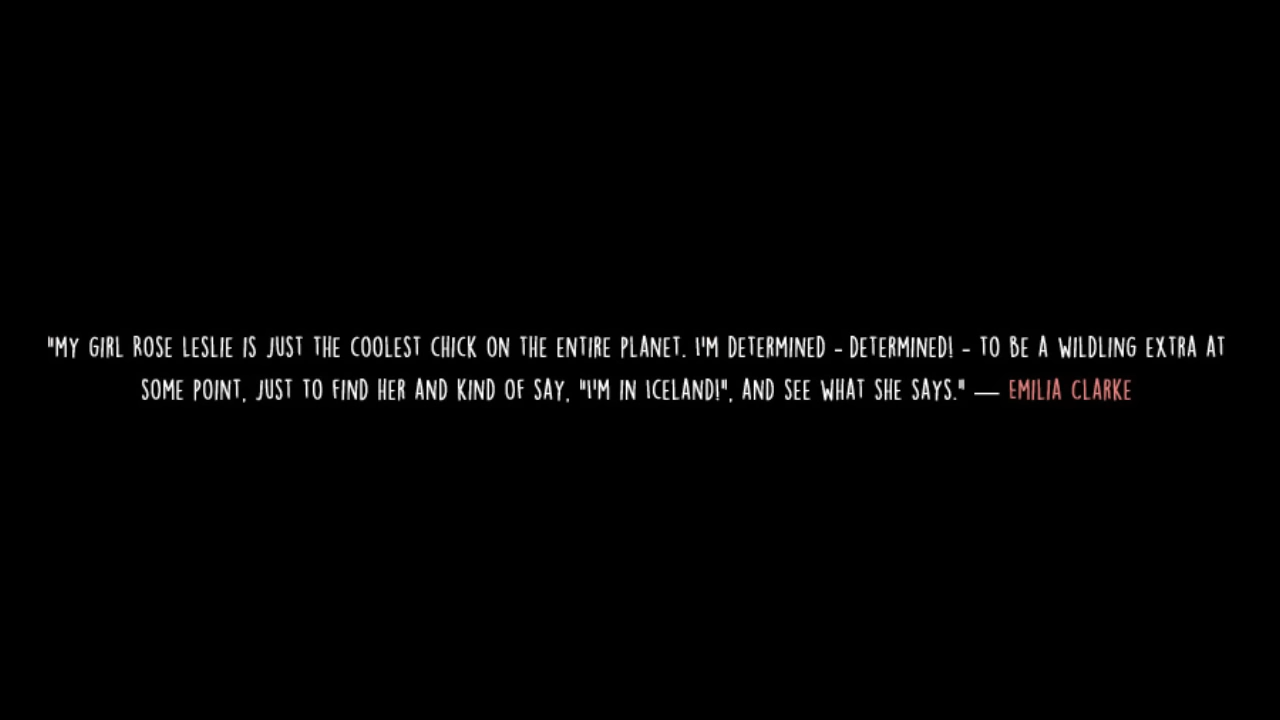 "MY GIRL ROSE LESLIE IS JUST THE COOLEST CHICK ON THE ENTIRE PLANET. I'M DETERMINED - DETERMINED! - TO BE A WILDLING EXTRA AT
SOME POINT, JUST TO FIND HER AND KIND OF SAY, "I'M IN ICELAND!", AND SEE WHAT SHE SAYS." — EMILIA CLARKE